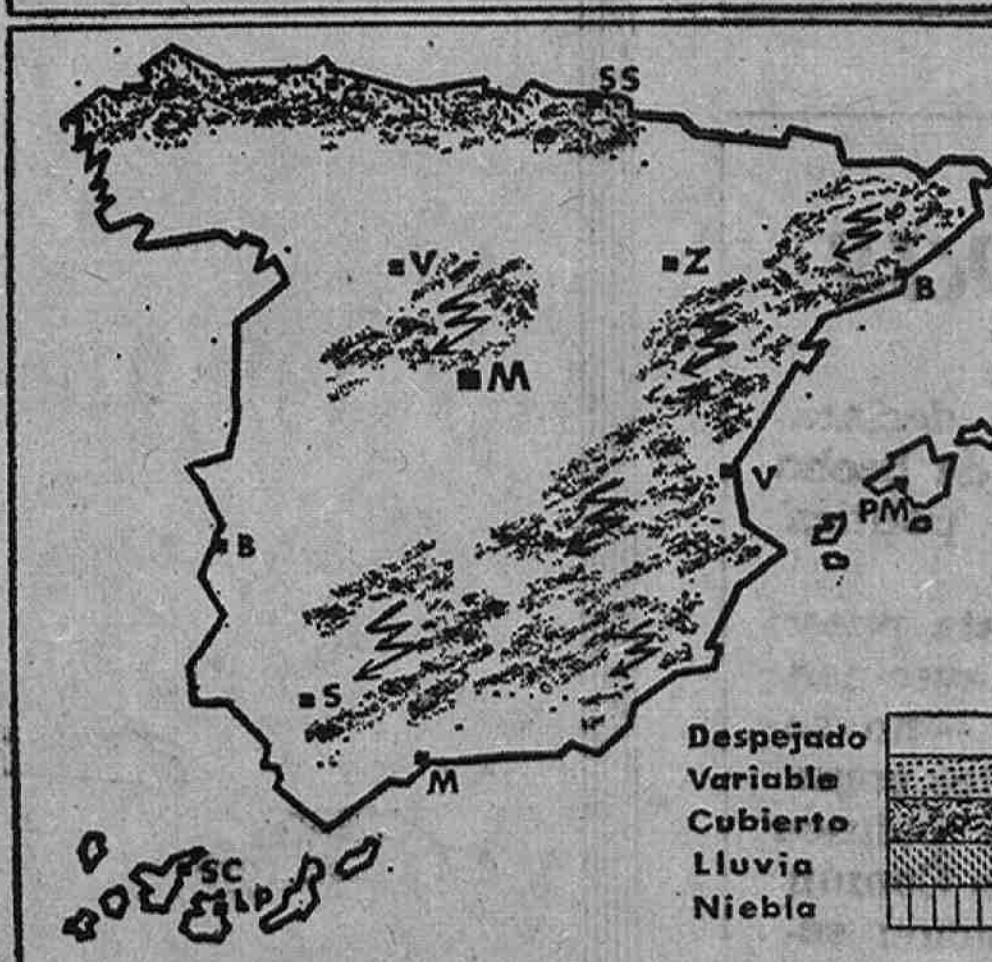 SS
V
Z
B
M
V
PM
B
S
M
SC
LP
Despejado
Variable
Cubierto
Lluvia
Niebla